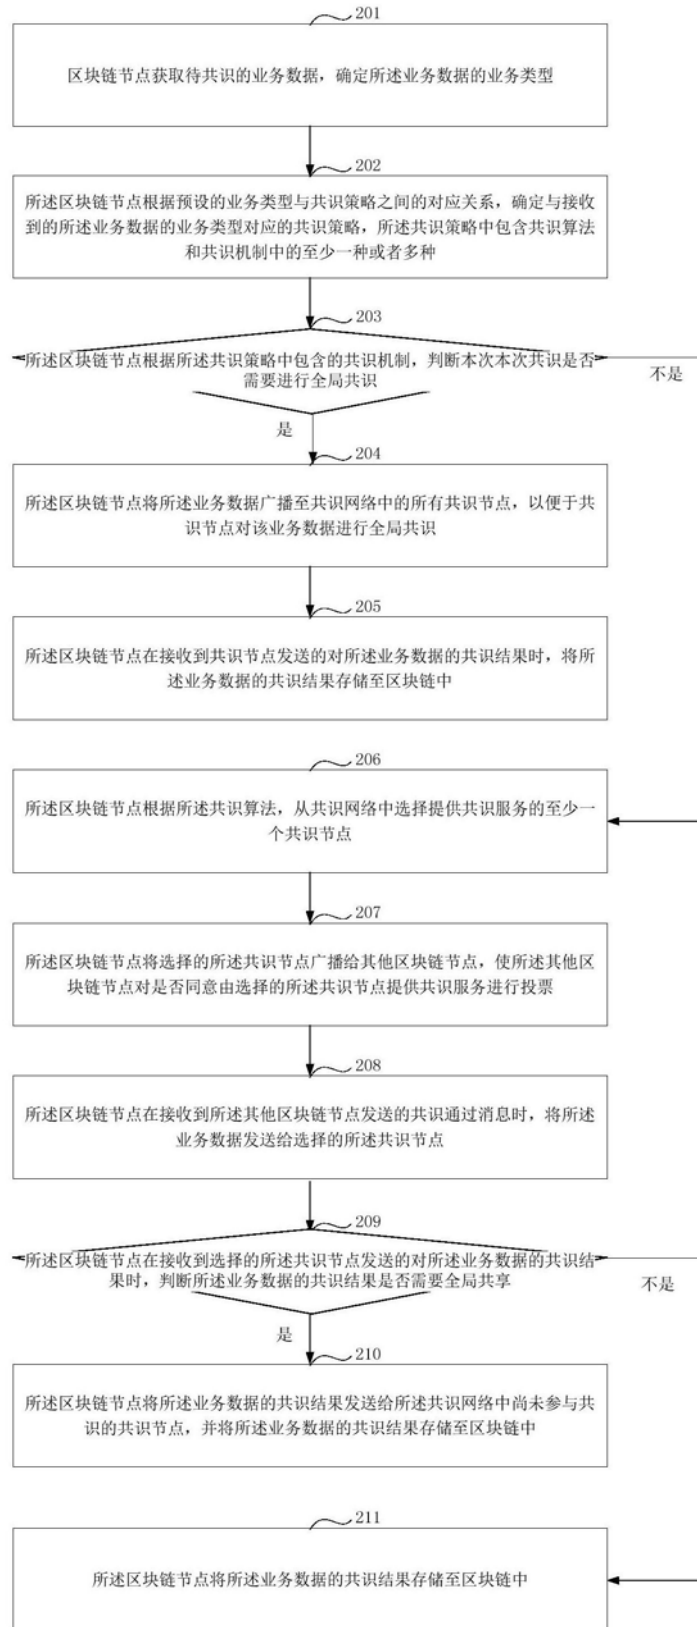 201
区块链节点获取待共识的业务数据，确定所述业务数据的业务类型
202
所述区块链节点根据预设的业务类型与共识策略之间的对应关系，确定与接收
到的所述业务数据的业务类型对应的共识策略，所述共识策略中包含共识算法
和共识机制中的至少一种或者多种
203
所述区块链节点根据所述共识策略中包含的共识机制，判断本次本次共识是否
需要进行全局共识
不是
是
204
所述区块链节点将所述业务数据广播至共识网络中的所有共识节点，以便于共
识节点对该业务数据进行全局共识
205
所述区块链节点在接收到共识节点发送的对所述业务数据的共识结果时，将所
述业务数据的共识结果存储至区块链中
206
所述区块链节点根据所述共识算法，从共识网络中选择提供共识服务的至少一
个共识节点
207
所述区块链节点将选择的所述共识节点广播给其他区块链节点，使所述其他区
块链节点对是否同意由选择的所述共识节点提供共识服务进行投票
208
所述区块链节点在接收到所述其他区块链节点发送的共识通过消息时，将所述
业务数据发送给选择的所述共识节点
209
所述区块链节点在接收到选择的所述共识节点发送的对所述业务数据的共识结
果时，判断所述业务数据的共识结果是否需要全局共享
不是
是
210
所述区块链节点将所述业务数据的共识结果发送给所述共识网络中尚未参与共
识的共识节点，并将所述业务数据的共识结果存储至区块链中
211
所述区块链节点将所述业务数据的共识结果存储至区块链中